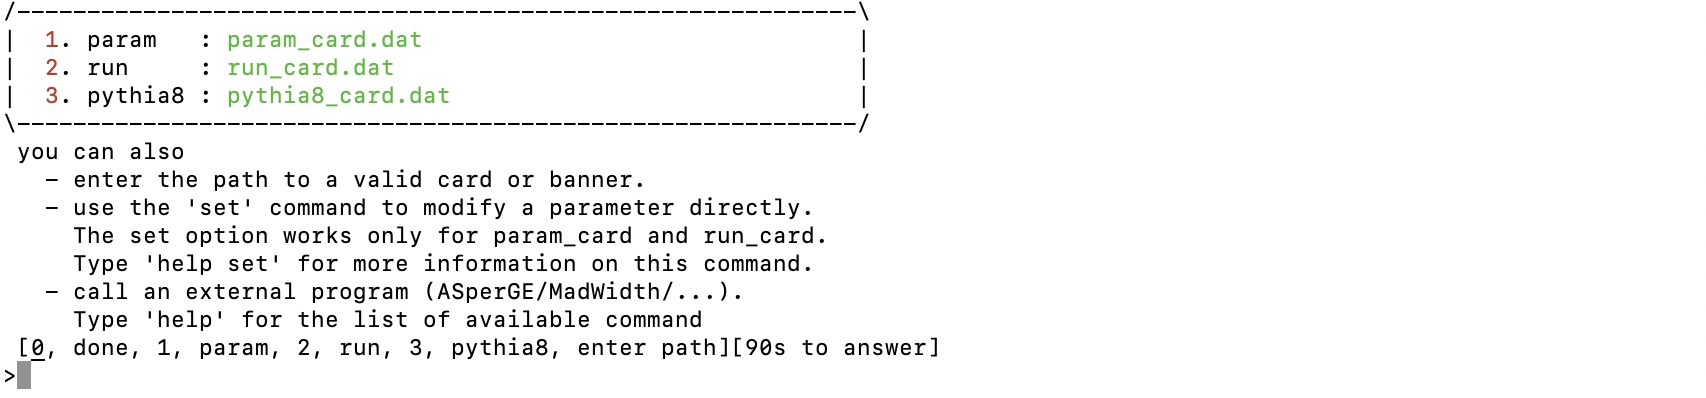 /------------------------------------------------------------\
|  1. param   : param_card.dat                               |
|  2. run     : run_card.dat                                 |
|  3. pythia8 : pythia8_card.dat                             |
\------------------------------------------------------------/
 you can also
   - enter the path to a valid card or banner.
   - use the 'set' command to modify a parameter directly.
     The set option works only for param_card and run_card.
     Type 'help set' for more information on this command.
   - call an external program (ASperGE/MadWidth/...).
     Type 'help' for the list of available command
 [0, done, 1, param, 2, run, 3, pythia8, enter path][90s to answer]
>